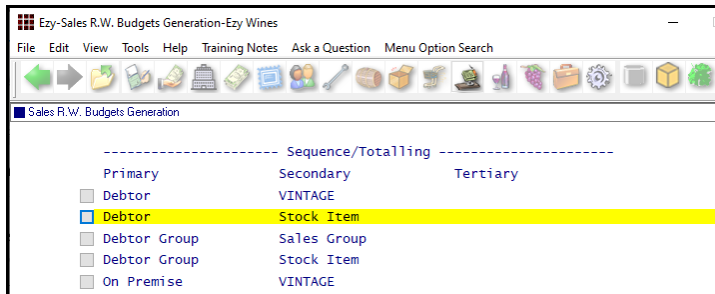 Ezy-Sales R.W. Budgets Generation-Ezy Wines
File Edit View Tools Help Training Notes Ask a Question Menu Option Search
Sales R.W. Budgets Generation
---------------------- Sequence/Totalling ----------------------
Primary Secondary Tertiary
Debtor VINTAGE
Debtor Stock Item
Debtor Group Sales Group
Debtor Group Stock Item
On Premise VINTAGE